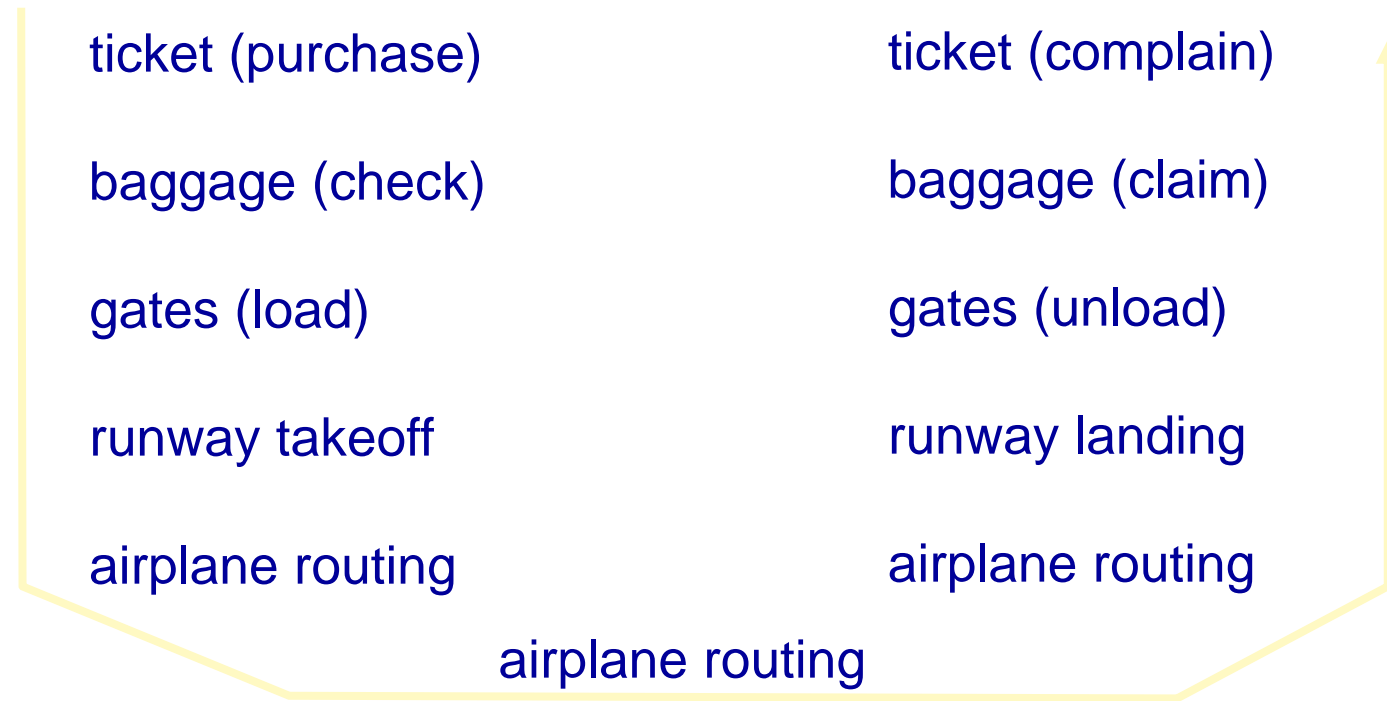 ticket (purchase)
baggage (check)
gates (load)
runway takeoff
airplane routing
airplane routing
ticket (complain)
baggage (claim)
gates (unload)
runway landing
airplane routing